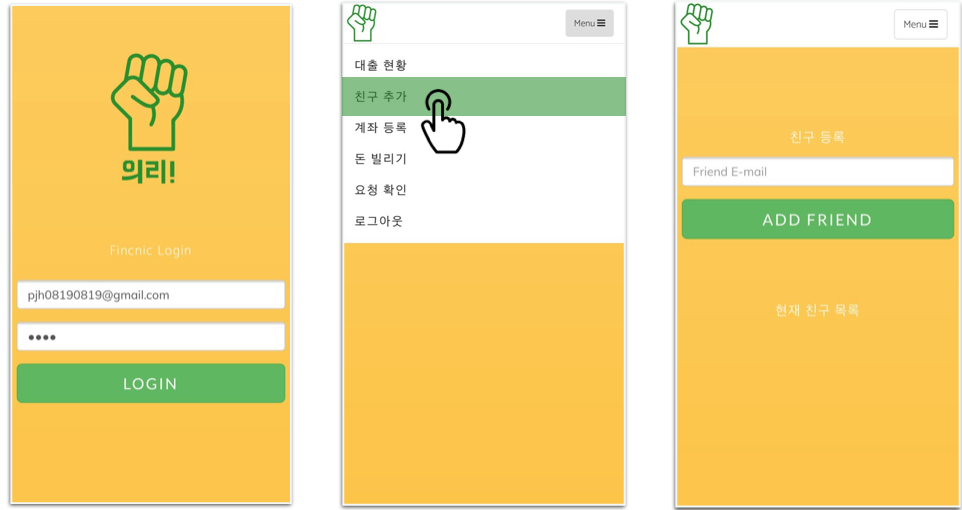 의리!
Fincnic Login
pjh08190819@gmail.com
LOGIN
Menu
대출 현황
친구 추가
계좌 등록
돈 빌리기
요청 확인
로그아웃
Menu
친구 등록
Friend E-mail
ADD FRIEND
현재 친구 목록